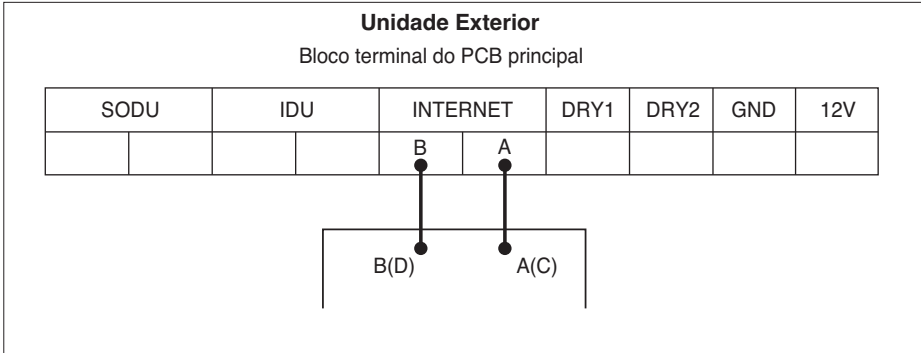 Unidade Exterior
Bloco terminal do PCB principal
SODU IDU INTERNET DRY1 DRY2 GND 12V
B A
B(D) A(C)